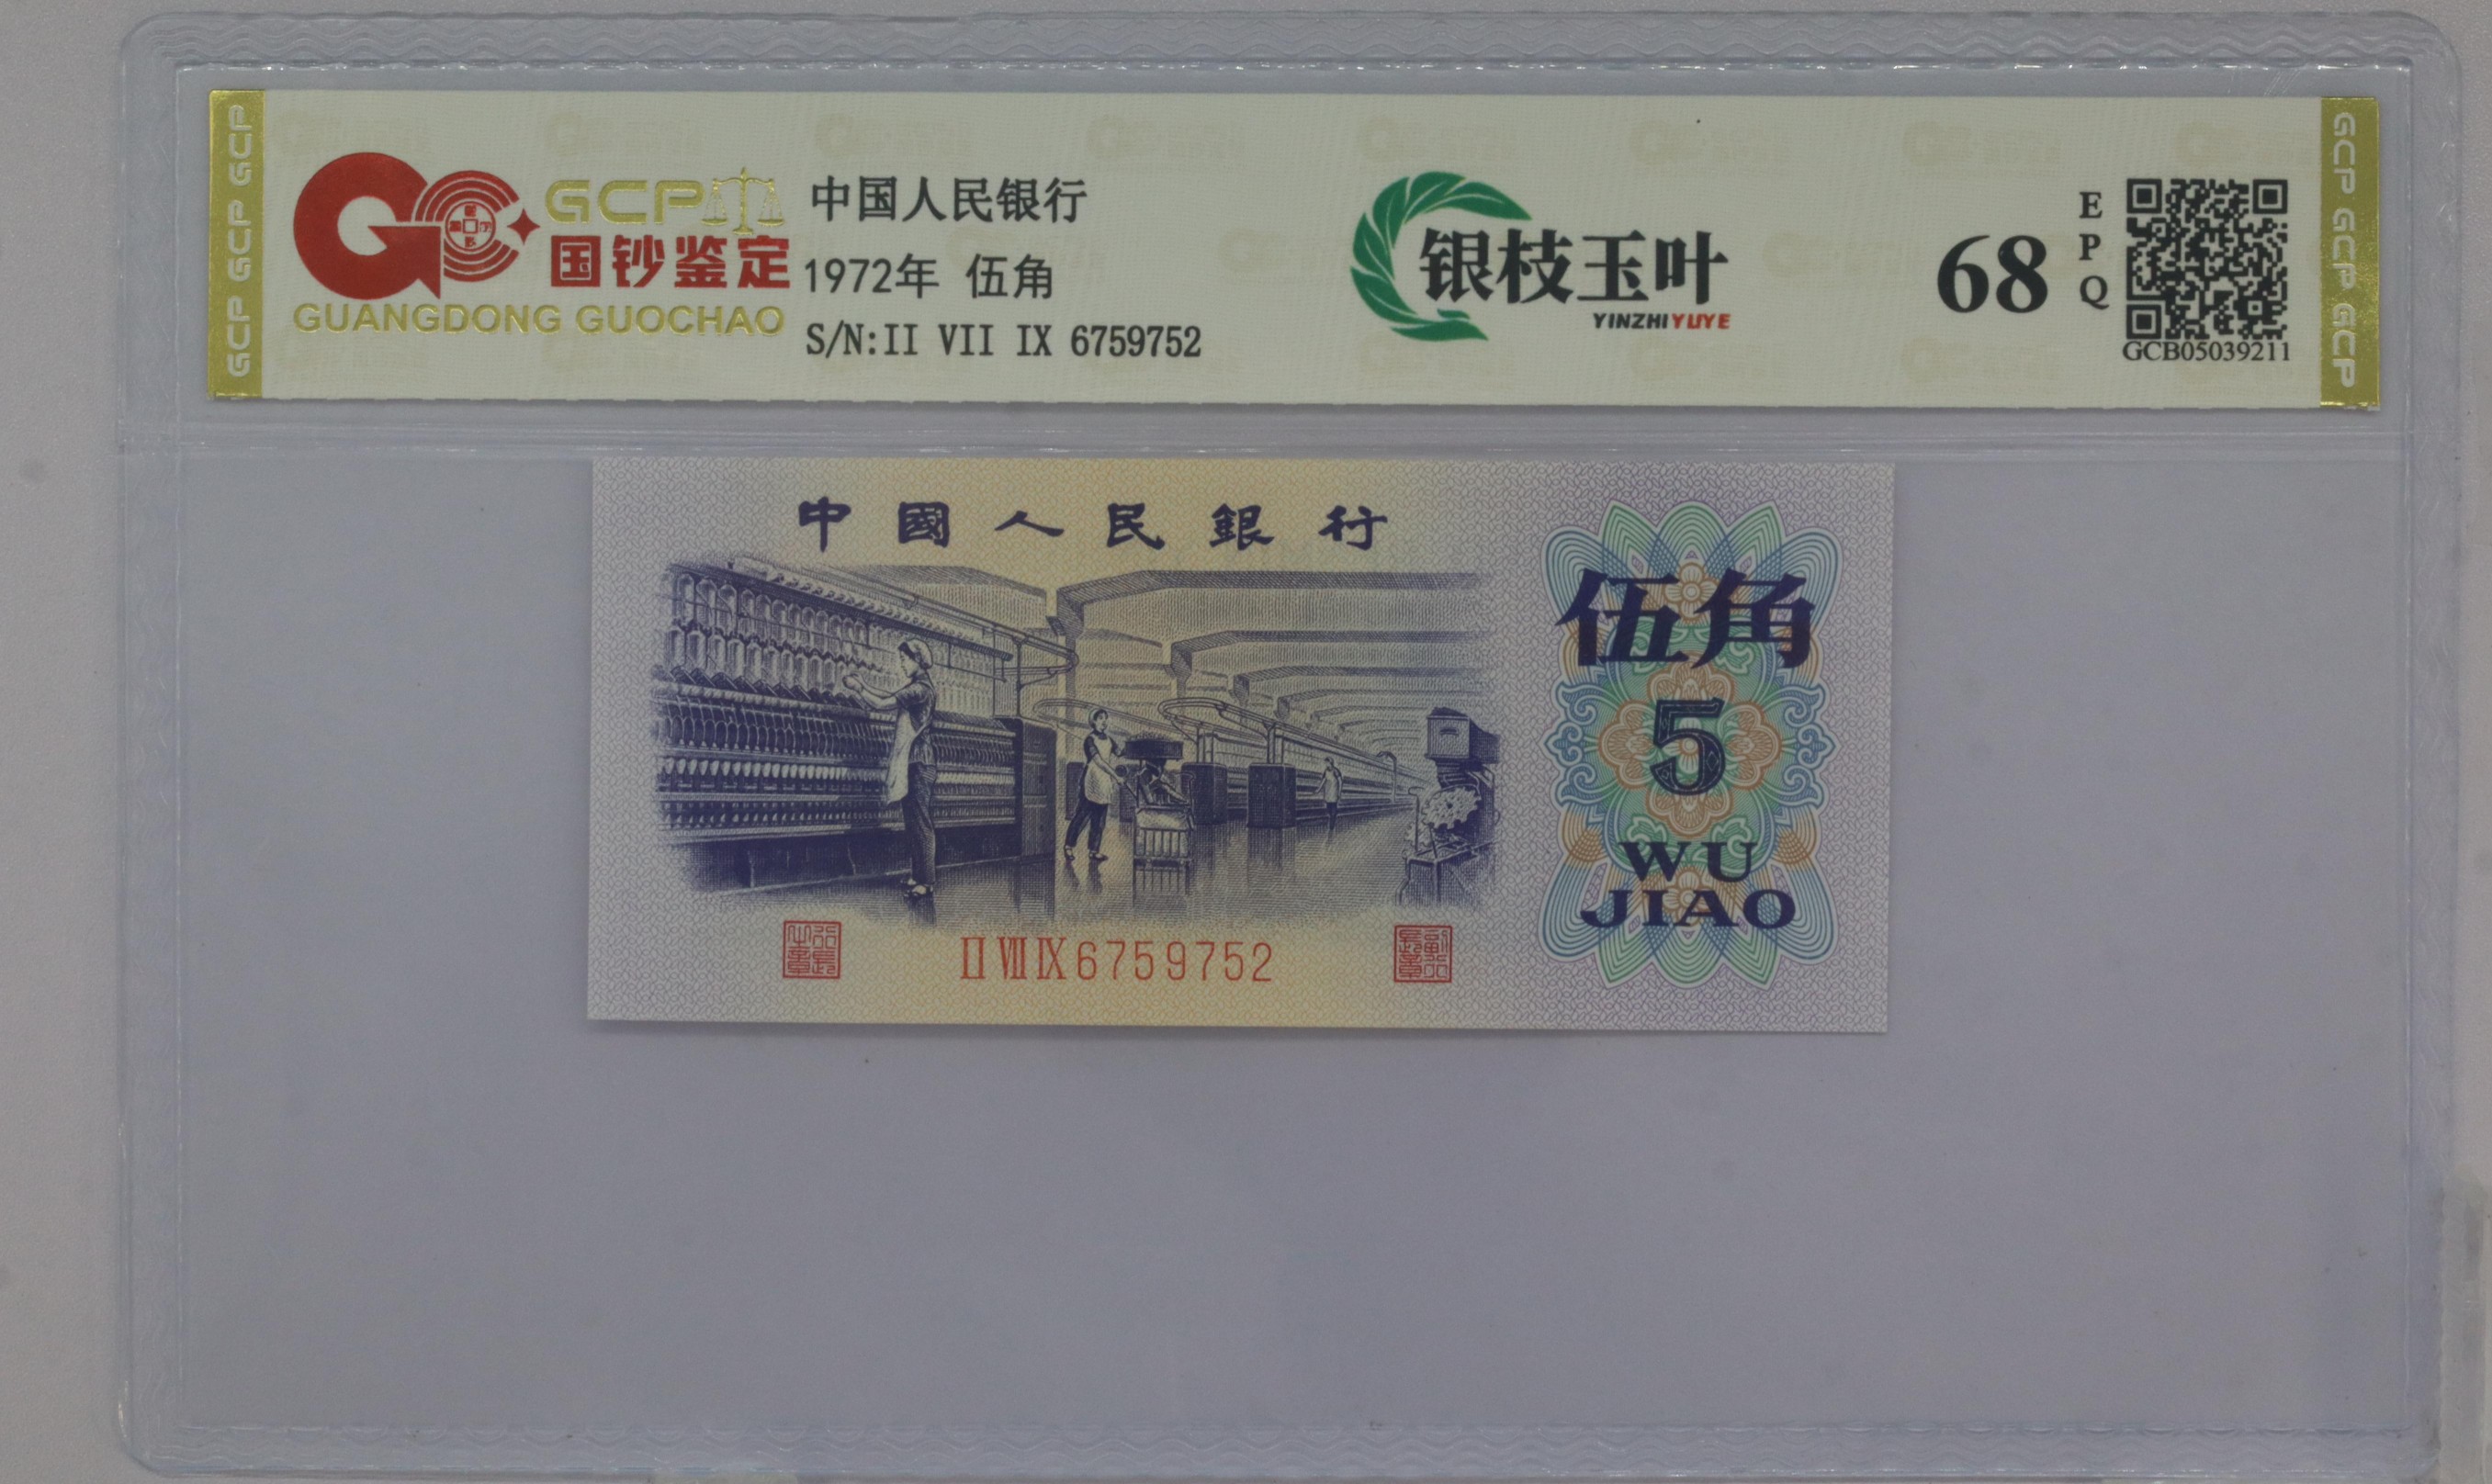 GCP GCP GCP
GCP
国钞鉴定
GUANGDONG GUOCHAO
中国人民银行
1972年 伍角
S/N:II VII IX 6759752
银枝玉叶
YINZHIYUYE
68
EPQ
GCB05039211
GCP GCP GCP
中國人民銀行
伍角
5
WU
JIAO
II VII IX 6759752